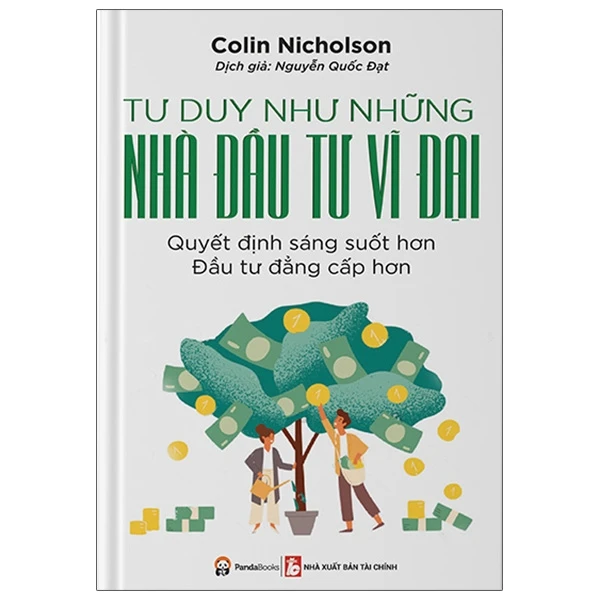 Colin Nicholson
Dịch giả: Nguyễn Quốc Đạt
TƯ DUY NHƯ NHỮNG
NHÀ ĐẦU TƯ VĨ ĐẠI
Quyết định sáng suốt hơn
Đầu tư đẳng cấp hơn
PandaBooks
NHÀ XUẤT BẢN TÀI CHÍNH